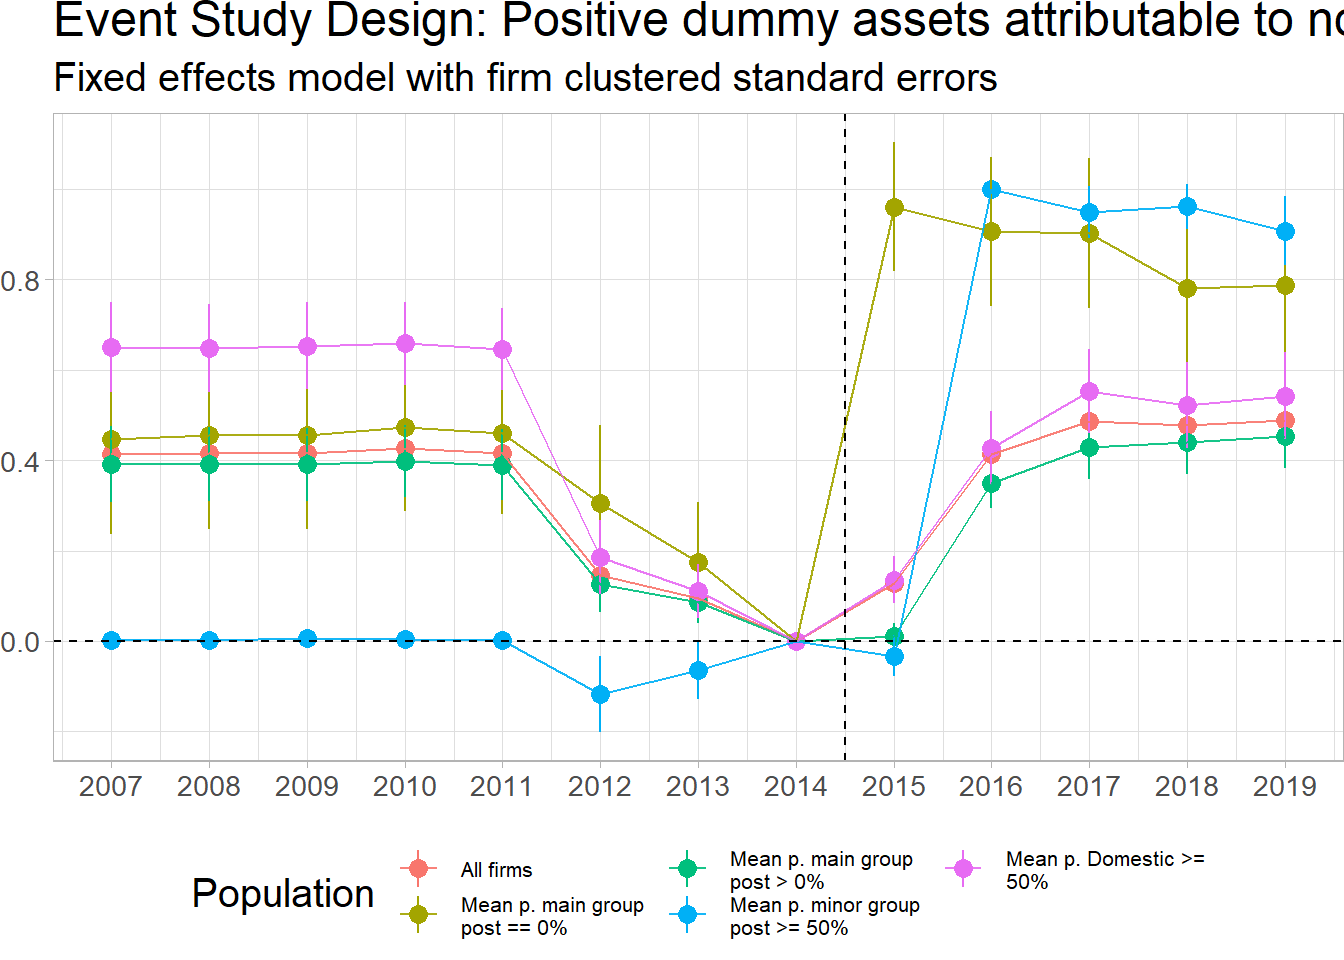 Event Study Design: Positive dummy assets attributable to
Fixed effects model with firm clustered standard errors
0.8
0.4
0.0
2007 2008 2009 2010 2011 2012 2013 2014 2015 2016 2017 2018 2019
Population
All firms
Mean p. main group
post == 0%
Mean p. main group
post > 0%
Mean p. minor group
post >= 50%
Mean p. Domestic >=
50%